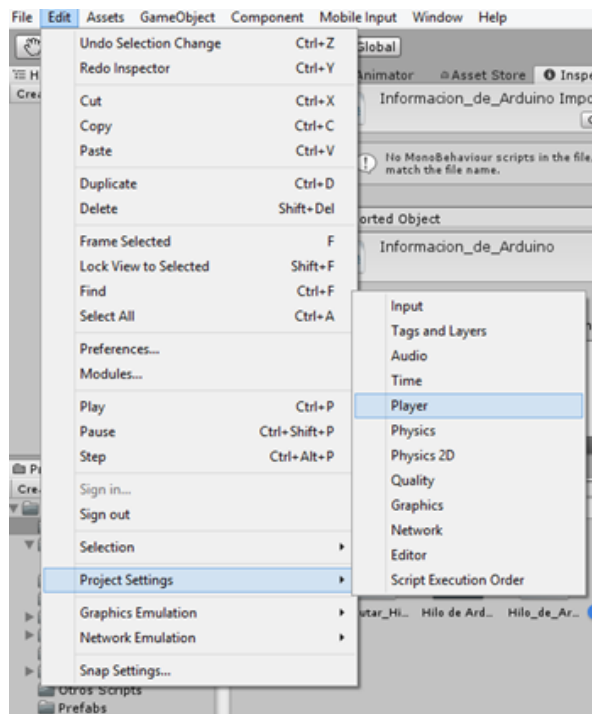 File Edit Assets GameObject Component Mobile Input Window Help
Undo Selection Change Ctrl+Z
Redo Inspector Ctrl+Y
Cut Ctrl+X
Copy Ctrl+C
Paste Ctrl+V
Duplicate Ctrl+D
Delete Shift+Del
Frame Selected F
Lock View to Selected Shift+F
Find Ctrl+F
Select All Ctrl+A
Preferences...
Modules...
Play Ctrl+P
Pause Ctrl+Shift+P
Step Ctrl+Alt+P
Sign in...
Sign out
Selection
Project Settings
Graphics Emulation
Network Emulation
Snap Settings...
Input
Tags and Layers
Audio
Time
Player
Physics
Physics 2D
Quality
Graphics
Network
Editor
Script Execution Order
Global
Animator Asset Store Inspe
Informacion_de_Arduino Impo
No MonoBehaviour scripts in the file,
match the file name.
orted Object
Informacion_de_Arduino
utar_Hi... Hilo de Ard... Hilo_de_Ar...
Otros Scripts
Prefabs